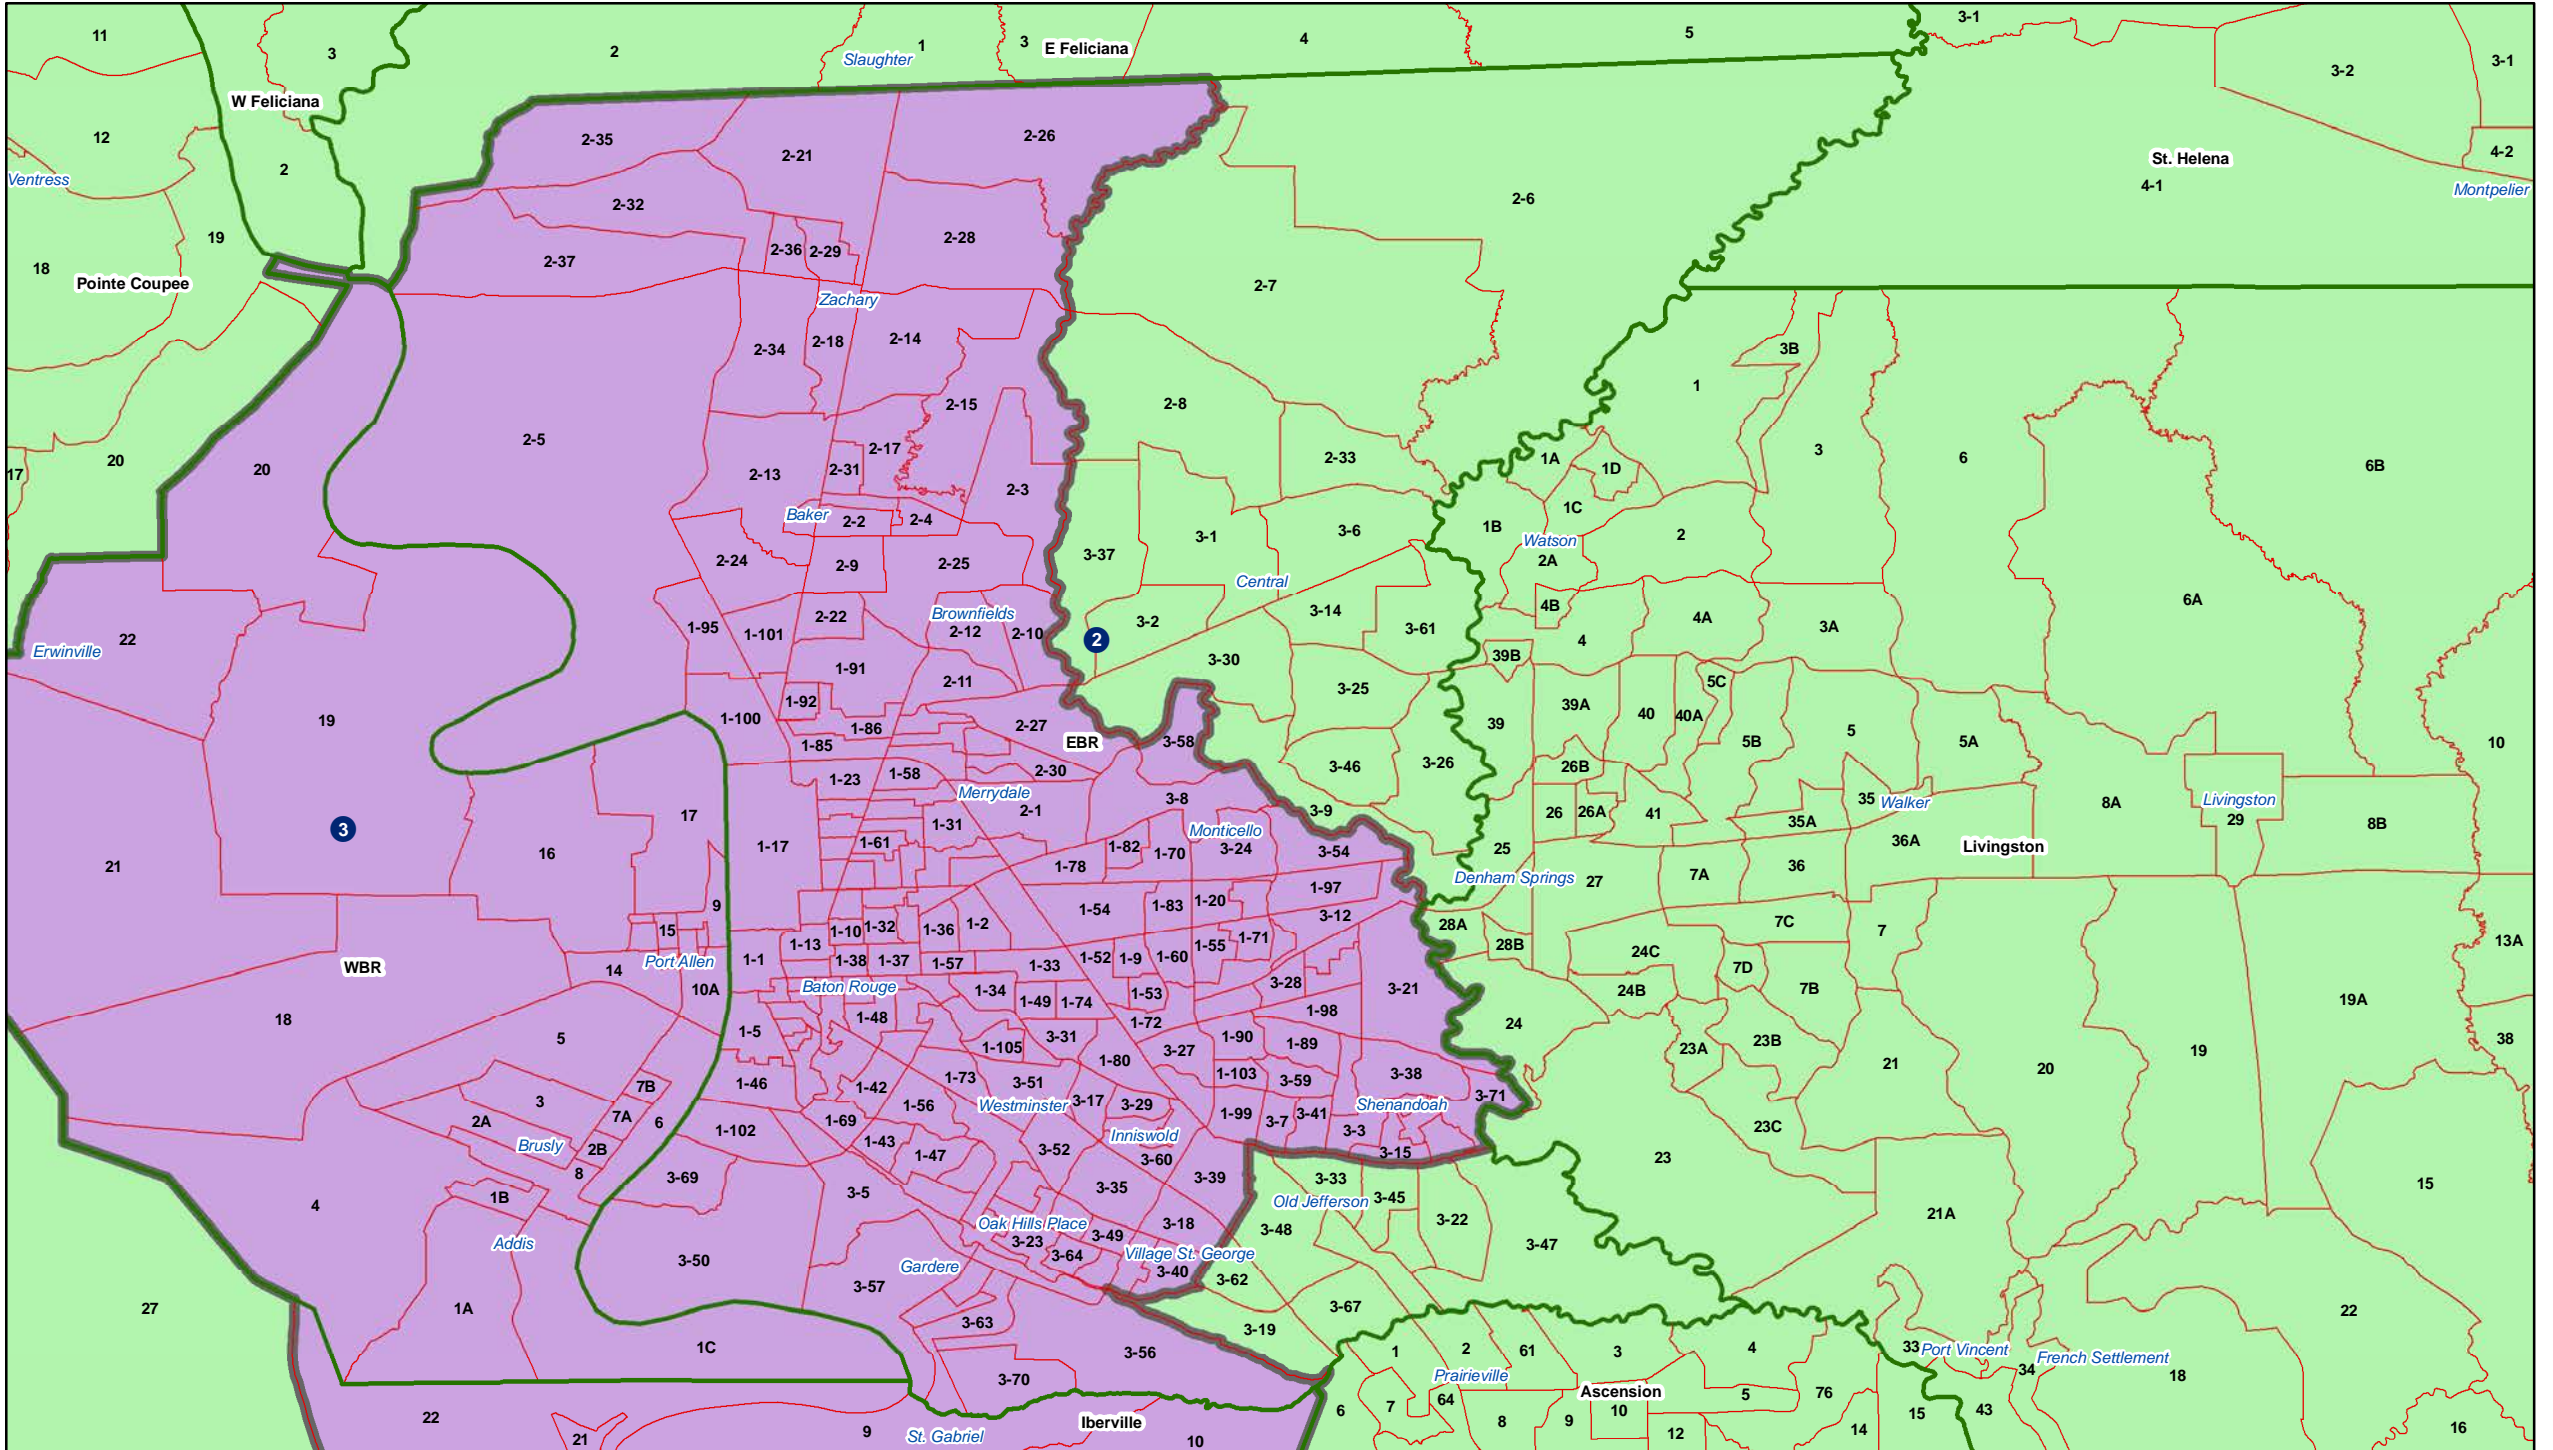 11
3
2
Slaughter
1
3
E Feliciana
4
5
3-1
3-2
3-1
W Feliciana
12
2
Ventress
19
18
Pointe Coupee
2-35
2-21
2-26
2-6
St. Helena
4-1
4-2
Montpelier
2-32
2-36
2-29
2-28
2-37
Zachary
2-7
2-34
2-18
2-14
3B
1
2-8
2-15
2-5
20
17
20
2-13
2-31
2-17
2-3
2-33
1A
1D
3
6
6B
Baker
2-2
2-4
1C
1B
Watson
2A
2
3-37
3-1
3-6
2-24
2-9
2-25
Central
6A
22
Erwinville
1-95
1-101
2-22
Brownfields
2-12
2-10
2
3-2
3-14
3-61
4B
4
4A
3A
1-91
2-11
3-30
3-25
39B
5C
19
1-100
1-92
1-86
1-85
2-27
EBR
3-58
39
39A
40
40A
5B
5
5A
10
3-46
3-26
26B
1-23
1-58
2-30
Merrydale
2-1
3-8
3-9
26
26A
41
35
Walker
35A
8A
Livingston
29
8B
3
17
16
21
1-17
1-31
1-61
Monticello
3-24
1-82
1-70
3-54
25
36A
Livingston
1-78
1-97
Denham Springs
27
7A
36
9
15
1-10
1-32
1-36
1-2
1-54
1-83
1-20
3-12
28A
28B
7C
7
13A
WBR
14
Port Allen
10A
1-1
1-13
1-38
1-37
1-57
1-33
1-52
1-9
1-60
1-55
1-71
24C
7D
7B
24B
Baton Rouge
1-34
1-49
1-74
1-53
3-28
3-21
19A
18
5
1-5
1-48
1-72
1-98
24
1-105
3-31
1-80
3-27
1-90
1-89
23A
23B
21
20
19
38
7B
1-46
1-42
1-73
3-51
1-103
3-59
3-38
3-71
3
7A
6
2A
Brusly
2B
8
1-102
1-69
1-56
Westminster
3-17
3-29
1-99
3-7
3-41
Shenandoah
3-3
3-15
23C
23
15
1-43
1-47
3-52
Inniswold
3-60
3-39
3-35
3-33
3-45
3-22
Old Jefferson
4
1B
3-69
3-5
3-18
3-48
3-47
21A
Addis
Oak Hills Place
3-23
3-49
3-64
Village St. George
3-40
3-62
3-50
3-57
Gardere
27
1A
3-63
3-67
22
1C
3-56
3-19
1
2
61
3
4
33
Port Vincent
34
French Settlement
18
3-70
Prairieville
Ascension
22
21
9
St. Gabriel
Iberville
10
6
7
64
8
9
10
12
5
76
14
15
43
16